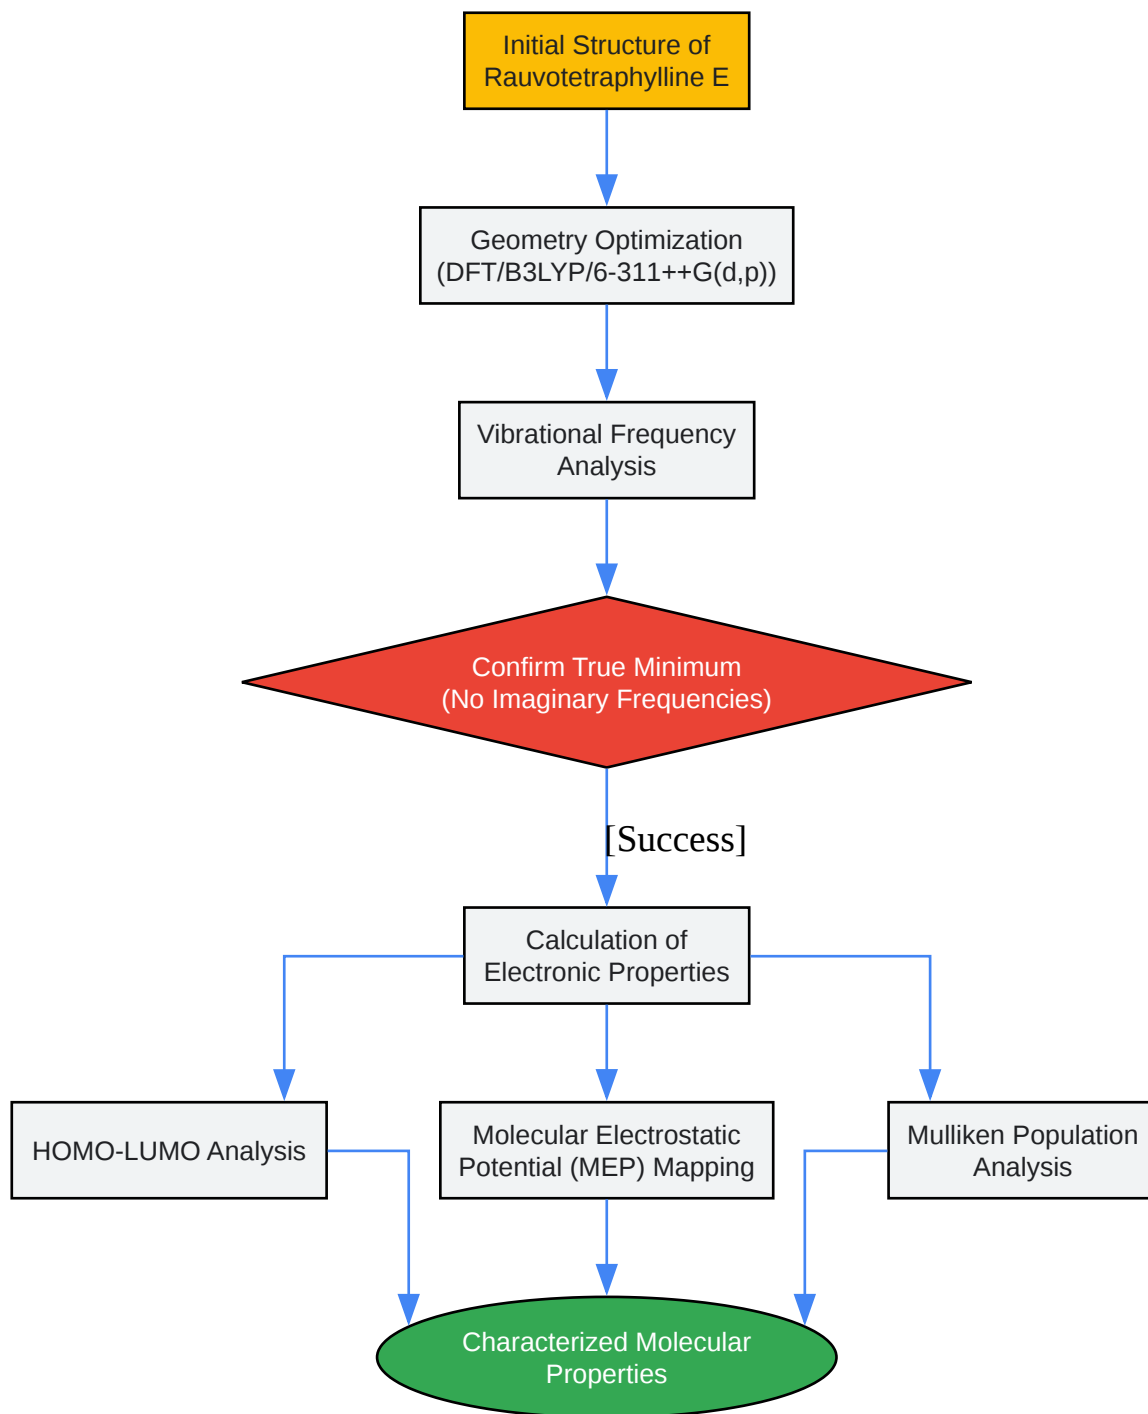 Initial Structure of
Rauvotetraphylline E
Geometry Optimization
(DFT/B3LYP/6-311++G(d,p))
Vibrational Frequency
Analysis
Confirm True Minimum
(No Imaginary Frequencies)
[Success]
Calculation of
Electronic Properties
HOMO-LUMO Analysis
Molecular Electrostatic
Potential (MEP) Mapping
Mulliken Population
Analysis
Characterized Molecular
Properties